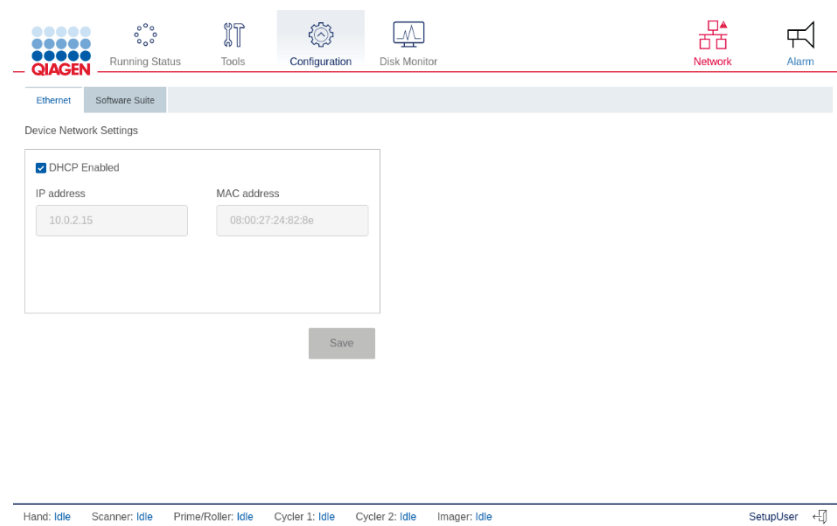 QIAGEN
Running Status Tools Configuration Disk Monitor Network Alarm
Ethernet Software Suite
Device Network Settings
DHCP Enabled
IP address MAC address
10.0.2.15 08:00:27:24:82:8e
Save
Hand: Idle Scanner: Idle Prime/Roller: Idle Cycler 1: Idle Cycler 2: Idle Imager: Idle SetupUser